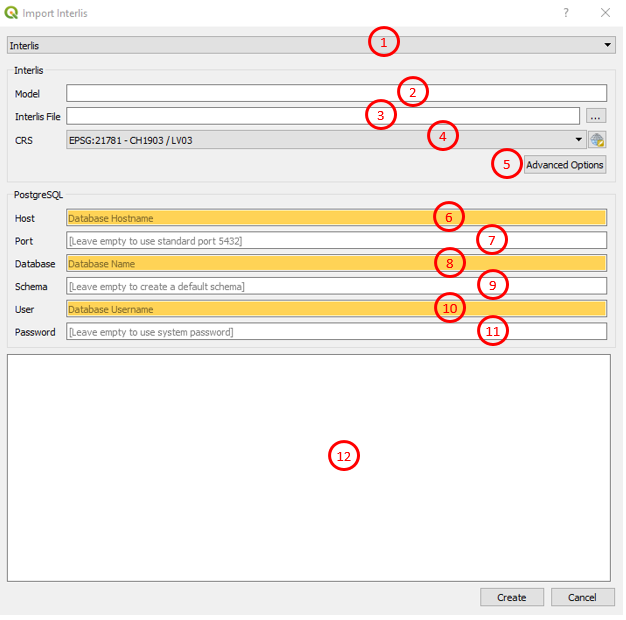 Import Interlis ?
Interlis 1
Interlis
Model 2
Interlis File 3 ...
CRS EPSG:21781 - CH1903 / LV03 4
5 Advanced Options
PostgreSQL
Host Database Hostname 6
Port [Leave empty to use standard port 5432] 7
Database Database Name 8
Schema [Leave empty to create a default schema] 9
User Database Username 10
Password [Leave empty to use system password] 11
12
Create Cancel